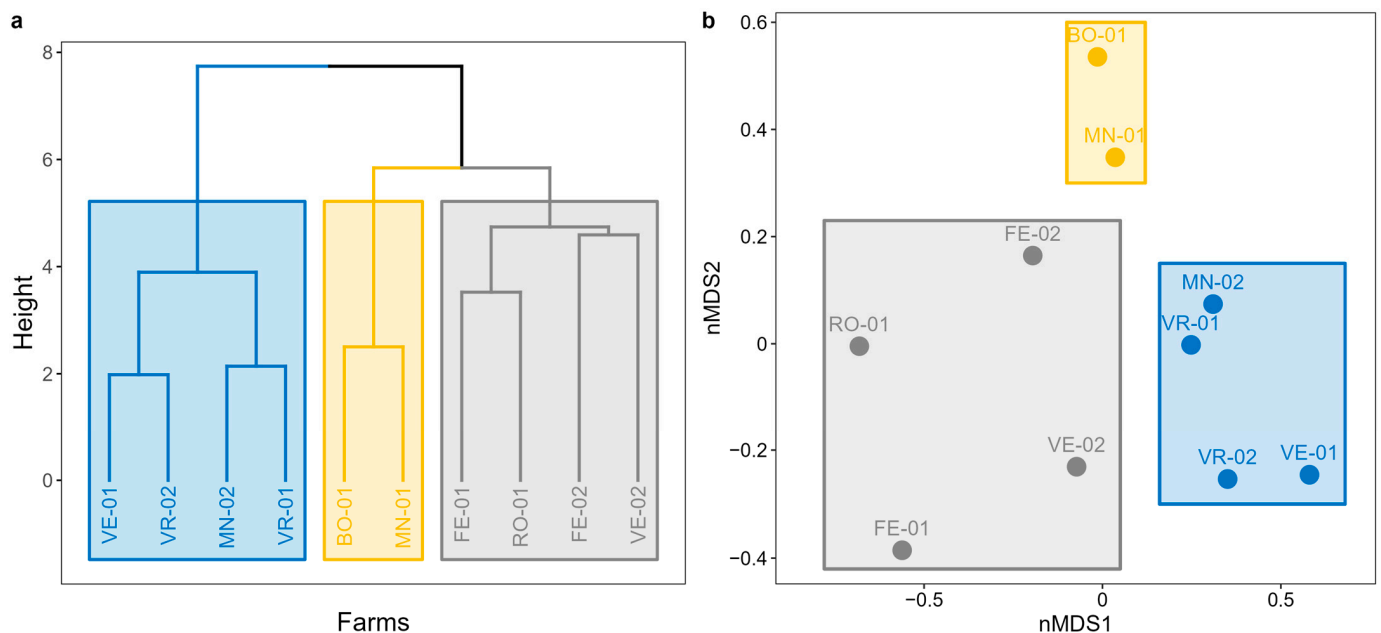 a
8
6
4
2
0
Height
VE-01
VR-02
MN-02
VR-01
BO-01
MN-01
FE-01
RO-01
FE-02
VE-02
Farms
b
0.6
0.4
0.2
0
−0.2
−0.4
nMDS2
BO-01
MN-01
FE-02
MN-02
RO-01
VR-01
VE-02
VR-02
VE-01
FE-01
−0.5
0
0.5
nMDS1